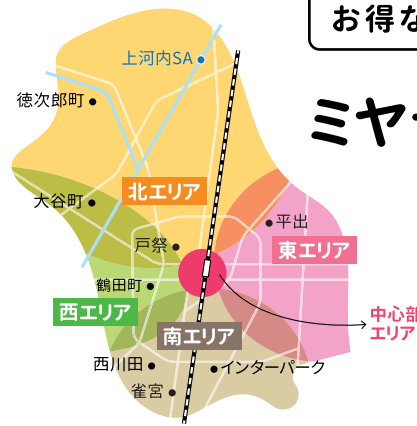 お得な
ミヤ
上河内SA
徳次郎町
北エリア
大谷町
平出
戸祭
東エリア
鶴田町
西エリア
中心部
エリア
南エリア
西川田
インターパーク
雀宮